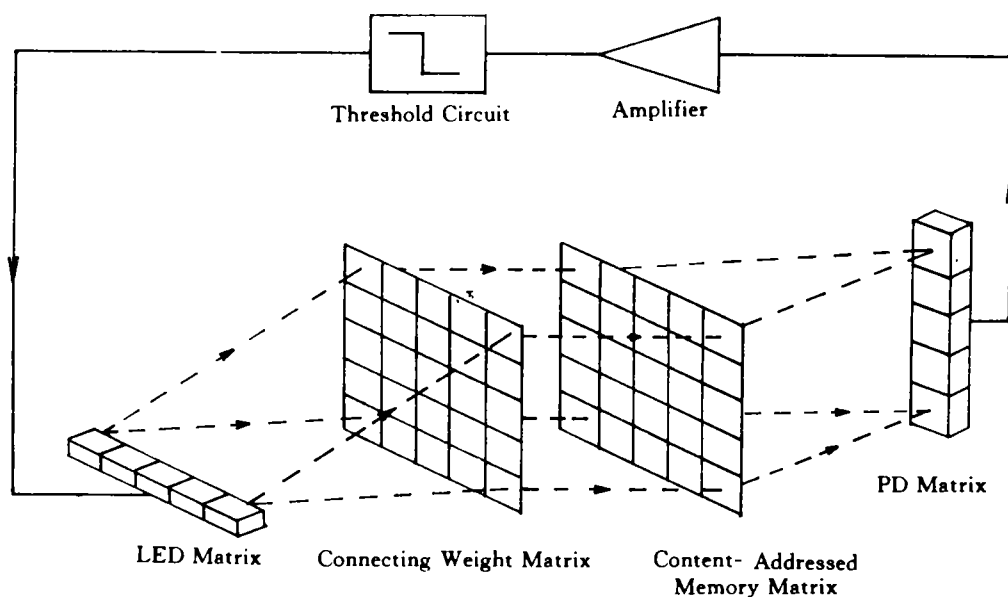 Threshold Circuit
Amplifier
PD Matrix
LED Matrix
Connecting Weight Matrix
Content- Addressed
Memory Matrix